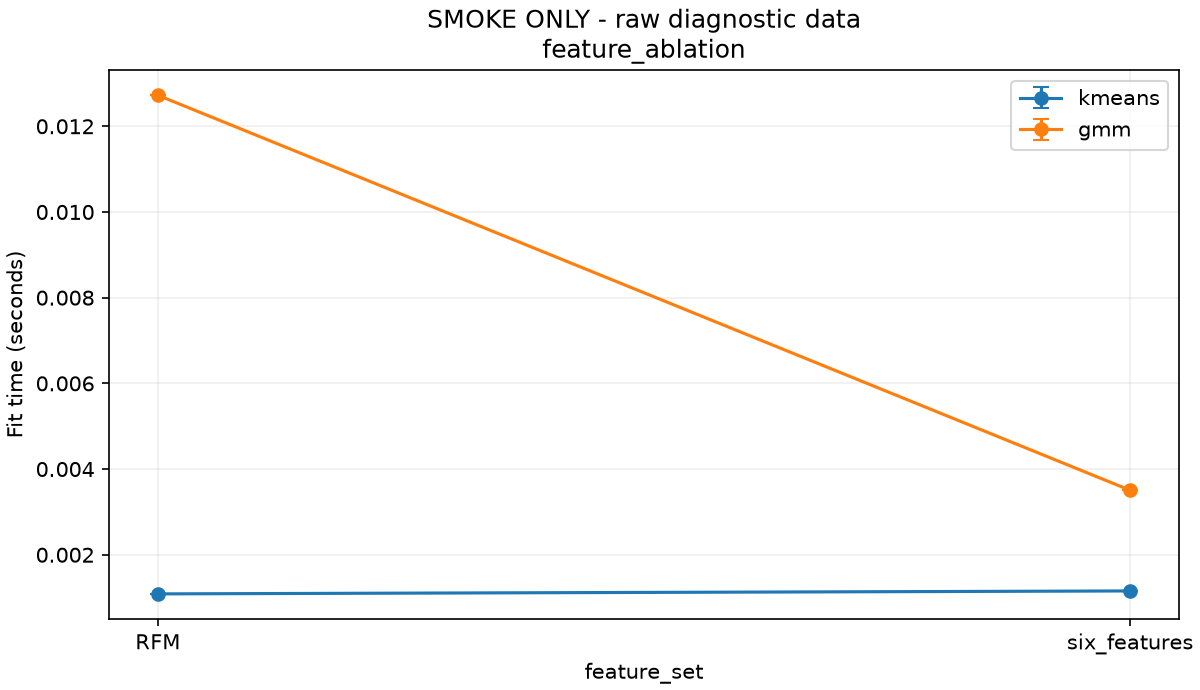 SMOKE ONLY - raw diagnostic data
feature_ablation
kmeans
gmm
0.012
0.010
0.008
0.006
0.004
0.002
Fit time (seconds)
RFM
six_features
feature_set